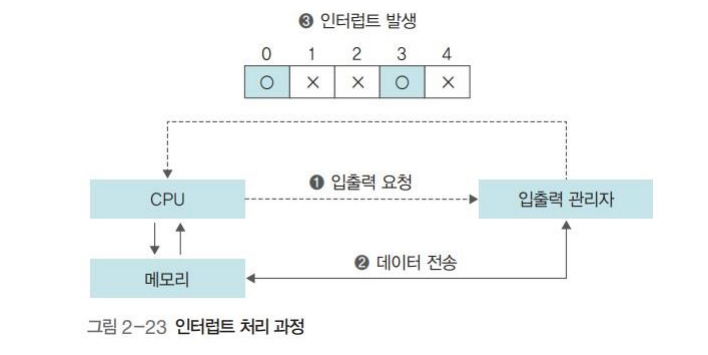 ❸ 인터럽트 발생
0 1 2 3 4
○ × × ○ ×
CPU
❶ 입출력 요청
입출력 관리자
메모리
❷ 데이터 전송
그림 2-23 인터럽트 처리 과정